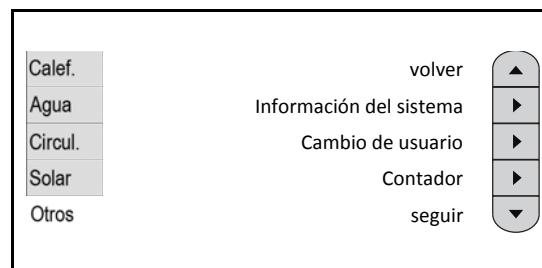 Calef. volver
Agua Información del sistema
Circul. Cambio de usuario
Solar Contador
Otros seguir